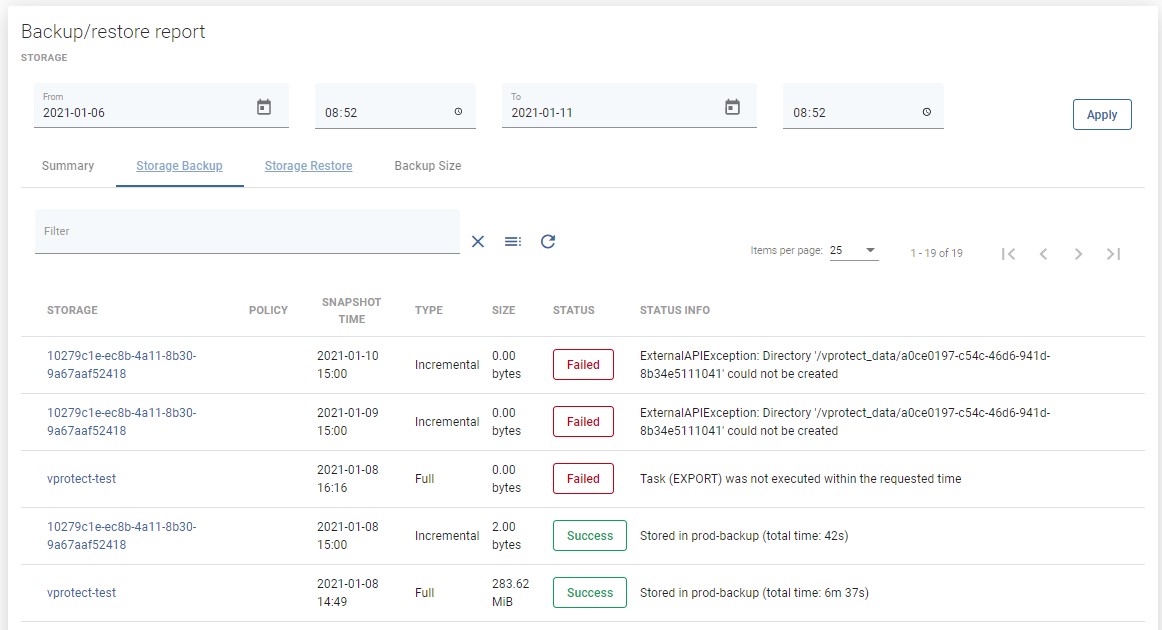 Backup/restore report
STORAGE
From
2021-01-06
08:52
To
2021-01-11
08:52
Apply
Summary Storage Backup Storage Restore Backup Size
Filter
Items per page: 25 1 - 19 of 19
STORAGE POLICY SNAPSHOT TIME TYPE SIZE STATUS STATUS INFO
10279c1e-ec8b-4a11-8b30-
9a67aaf52418
2021-01-10
15:00
Incremental
0.00
bytes
Failed
ExternalAPIException: Directory '/vprotect_data/a0ce0197-c54c-46d6-941d-
8b34e5111041' could not be created
10279c1e-ec8b-4a11-8b30-
9a67aaf52418
2021-01-09
15:00
Incremental
0.00
bytes
Failed
ExternalAPIException: Directory '/vprotect_data/a0ce0197-c54c-46d6-941d-
8b34e5111041' could not be created
vprotect-test
2021-01-08
16:16
Full
0.00
bytes
Failed
Task (EXPORT) was not executed within the requested time
10279c1e-ec8b-4a11-8b30-
9a67aaf52418
2021-01-08
15:00
Incremental
2.00
bytes
Success
Stored in prod-backup (total time: 42s)
vprotect-test
2021-01-08
14:49
Full
283.62
MiB
Success
Stored in prod-backup (total time: 6m 37s)